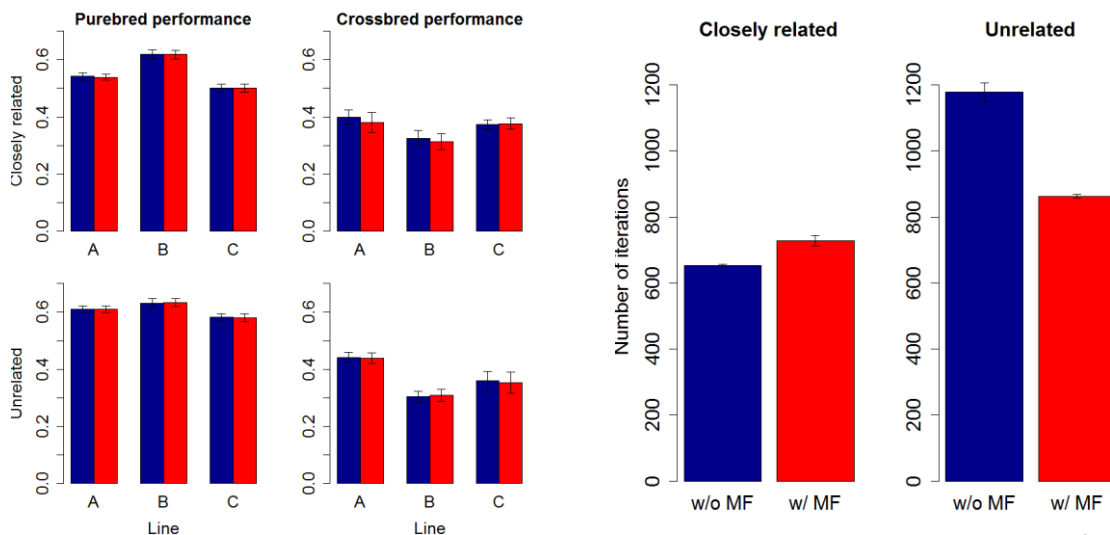 Purebred performance
Crossbred performance
Closely related
0.0 0.2 0.4 0.6
A B C
0.0 0.2 0.4 0.6
A B C
Unrelated
0.0 0.2 0.4 0.6
A B C
Line
0.0 0.2 0.4 0.6
A B C
Line
Closely related
Unrelated
Number of iterations
0 200 400 600 800 1000 1200
w/o MF w/ MF
0 200 400 600 800 1000 1200
w/o MF w/ MF